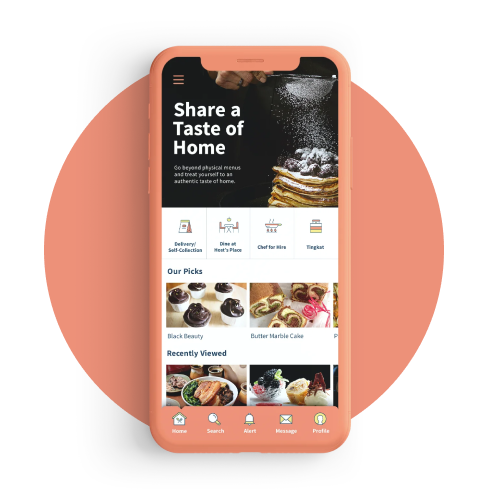 Share a
Taste of
Home
Go beyond physical menus
and treat yourself to an
authentic taste of home.
Delivery/
Self-Collection
Dine at
Host's Place
Chef for Hire
Tingkat
Our Picks
Black Beauty
Butter Marble Cake
P
Recently Viewed
Home
Search
Alert
Message
Profile